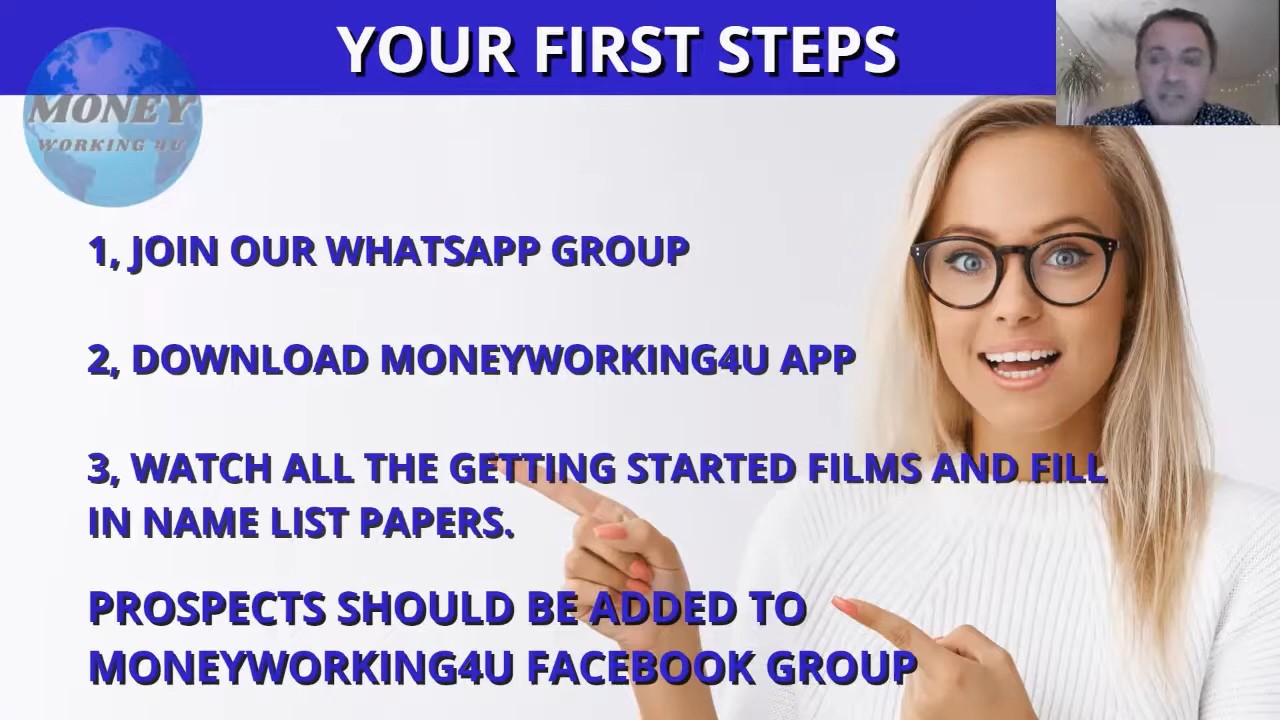 YOUR FIRST STEPS
MONEY
WORKING 4U
1, JOIN OUR WHATSAPP GROUP
2, DOWNLOAD MONEYWORKING4U APP
3, WATCH ALL THE GETTING STARTED FILMS AND FILL
IN NAME LIST PAPERS.
PROSPECTS SHOULD BE ADDED TO
MONEYWORKING4U FACEBOOK GROUP